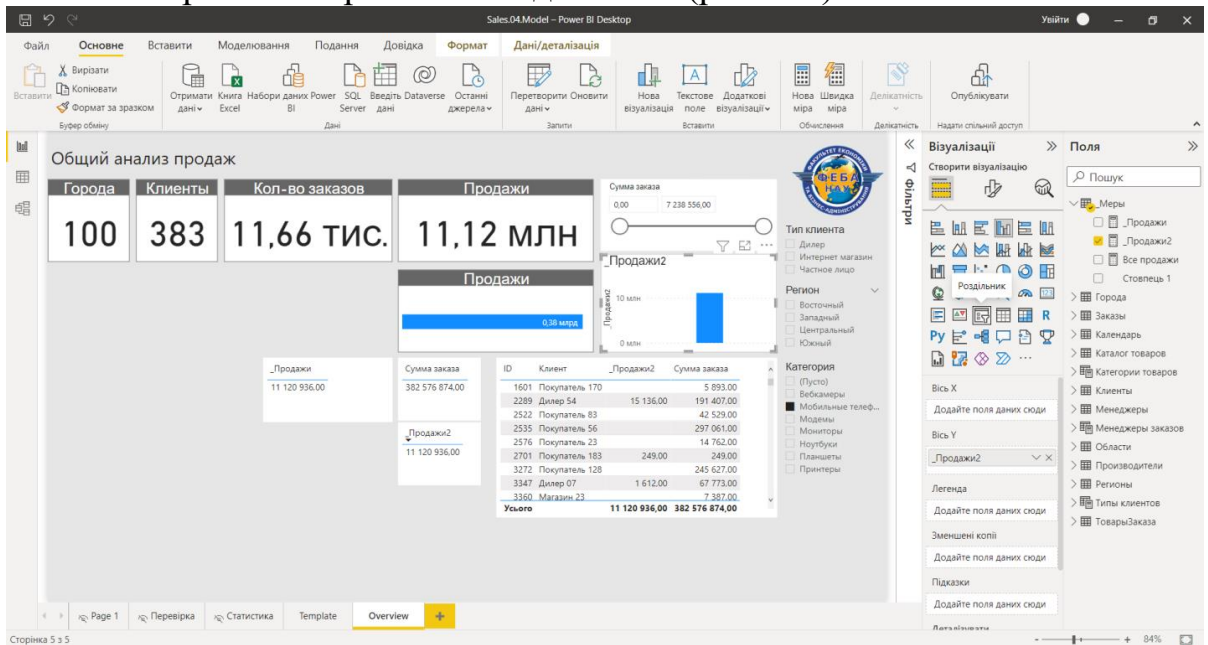 Sales.04.Model – Power BI Desktop
Увійти
Файл Основне Вставити Моделювання Подання Довідка Формат Дані/деталізація
Вставити
Вирізати
Копіювати
Формат за зразком
Отримати дані
Книга Excel
Набори даних Power BI
SQL Server
Введіть дані
Dataverse
Останні джерела
Перетворити дані
Оновити
Нова візуалізація
Текстове поле
Додаткові візуалізації
Нова міра
Швидка міра
Делікатність
Опублікувати
Буфер обміну Дані Запити Вставити Обчислення Делікатність Надати спільний доступ
Общий анализ продаж
Города
100
Клиенты
383
Кол-во заказов
11,66 тис.
Продажи
11,12 млн
Сумма заказа
0,00 7 238 556,00
ФЕБА
НАУ
Продажи
0,38 млрд
_Продажи2
_Продажи2
10 млн
0 млн
Тип клиента
Дилер
Интернет магазин
Частное лицо
Регион
Восточный
Западный
Центральный
Южный
Категория
(Пусто)
Вебкамеры
Мобильные телеф...
Модемы
Мониторы
Ноутбуки
Планшеты
Принтеры
_Продажи
11 120 936,00
Сумма заказа
382 576 874,00
_Продажи2
11 120 936,00
ID Клиент _Продажи2 Сумма заказа
1601 Покупатель 170 5 893,00
2289 Дилер 54 15 136,00 191 407,00
2522 Покупатель 83 42 529,00
2535 Покупатель 56 297 061,00
2576 Покупатель 23 14 762,00
2701 Покупатель 183 249,00 249,00
3272 Покупатель 128 245 627,00
3347 Дилер 07 1 612,00 67 773,00
3360 Магазин 23 7 387,00
Усього 11 120 936,00 382 576 874,00
Фільтри
Візуалізації
Створити візуалізацію
Роздільник
R
Py
Вісь X
Додайте поля даних сюди
Вісь Y
_Продажи2
Легенда
Додайте поля даних сюди
Зменшені копії
Додайте поля даних сюди
Підказки
Додайте поля даних сюди
Деталізувати
Поля
Пошук
_Меры
_Продажи
_Продажи2
Все продажи
Стовпець 1
Города
Заказы
Календарь
Каталог товаров
Категории товаров
Клиенты
Менеджеры
Менеджеры заказов
Области
Производители
Регионы
Типы клиентов
ТоварыЗаказа
Page 1 Перевірка Статистика Template Overview
Сторінка 5 з 5
84%